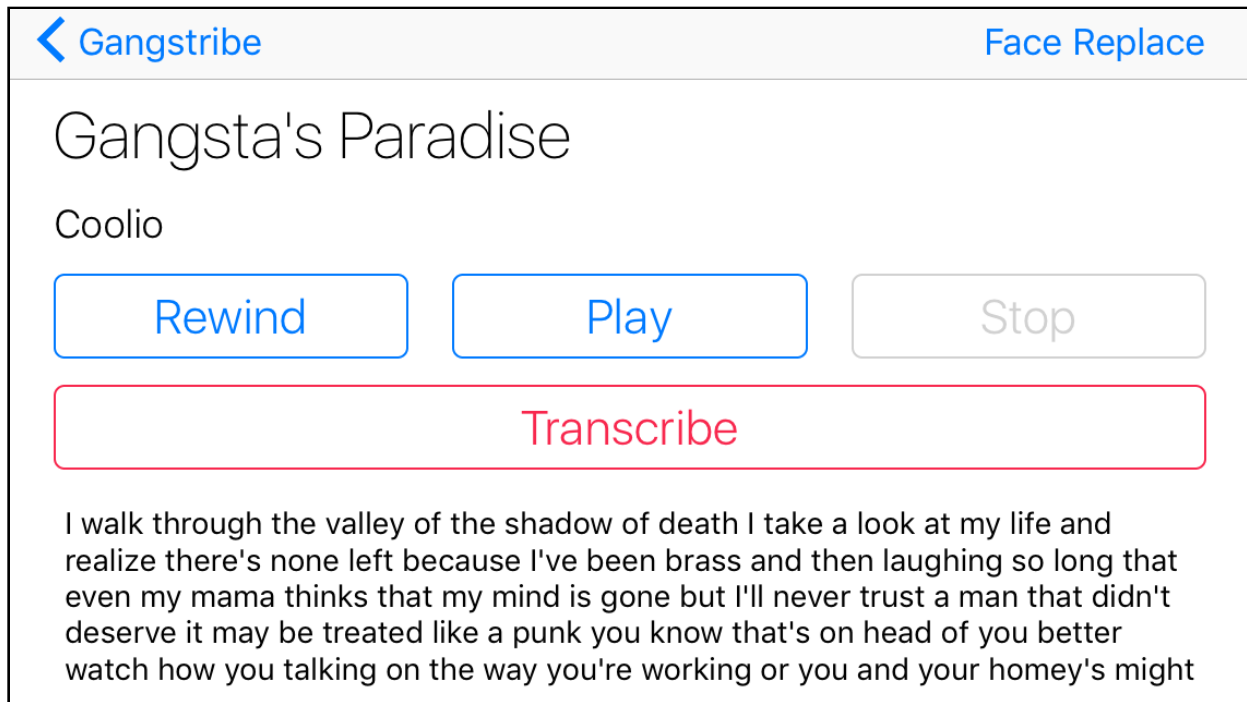 Gangstribe Face Replace
Gangsta's Paradise
Coolio
Rewind Play Stop
Transcribe
I walk through the valley of the shadow of death I take a look at my life and
realize there's none left because I've been brass and then laughing so long that
even my mama thinks that my mind is gone but I'll never trust a man that didn't
deserve it may be treated like a punk you know that's on head of you better
watch how you talking on the way you're working or you and your homey's might